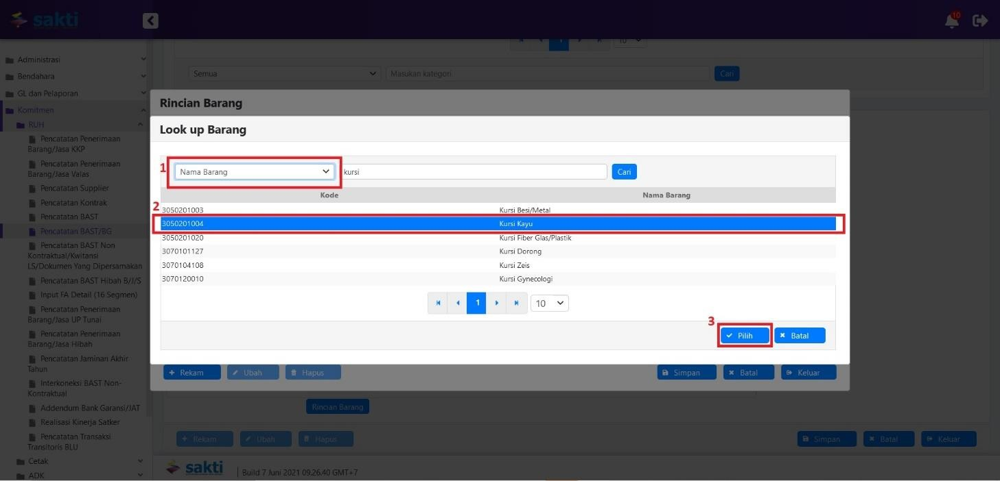 sakti
10
Administrasi
Bendahara
GL dan Pelaporan
Komitmen
RUH
Pencatatan Penerimaan
Barang/Jasa KKP
Pencatatan Penerimaan
Barang/Jasa Valas
Pencatatan Supplier
Pencatatan Kontrak
Pencatatan BAST
Pencatatan BAST/BG
Pencatatan BAST Non
Kontraktual/Kwitansi
LS/Dokumen Yang Dipersamakan
Pencatatan BAST Hibah B/J/S
Input FA Detail (16 Segmen)
Pencatatan Penerimaan
Barang/Jasa UP Tunai
Pencatatan Penerimaan
Barang/Jasa Hibah
Pencatatan Jaminan Akhir
Tahun
Interkoneksi BAST Non-
Kontraktual
Addendum Bank Garansi/JAT
Realisasi Kinerja Satker
Pencatatan Transaksi
Transitoris BLU
Cetak
ADK
1 10
Semua Masukan kategori Cari
Rincian Barang
Look up Barang
1 Nama Barang kursi Cari
Kode Nama Barang
2
3050201003 Kursi Besi/Metal
3050201004 Kursi Kayu
3050201020 Kursi Fiber Glas/Plastik
3070101127 Kursi Dorong
3070104108 Kursi Zeis
3070120010 Kursi Gynecologi
1 10
3 Pilih Batal
Rekam Ubah Hapus Simpan Batal Keluar
Rincian Barang
Rekam Ubah Hapus Simpan Batal Keluar
sakti Build 7 Juni 2021 09.26.40 GMT+7